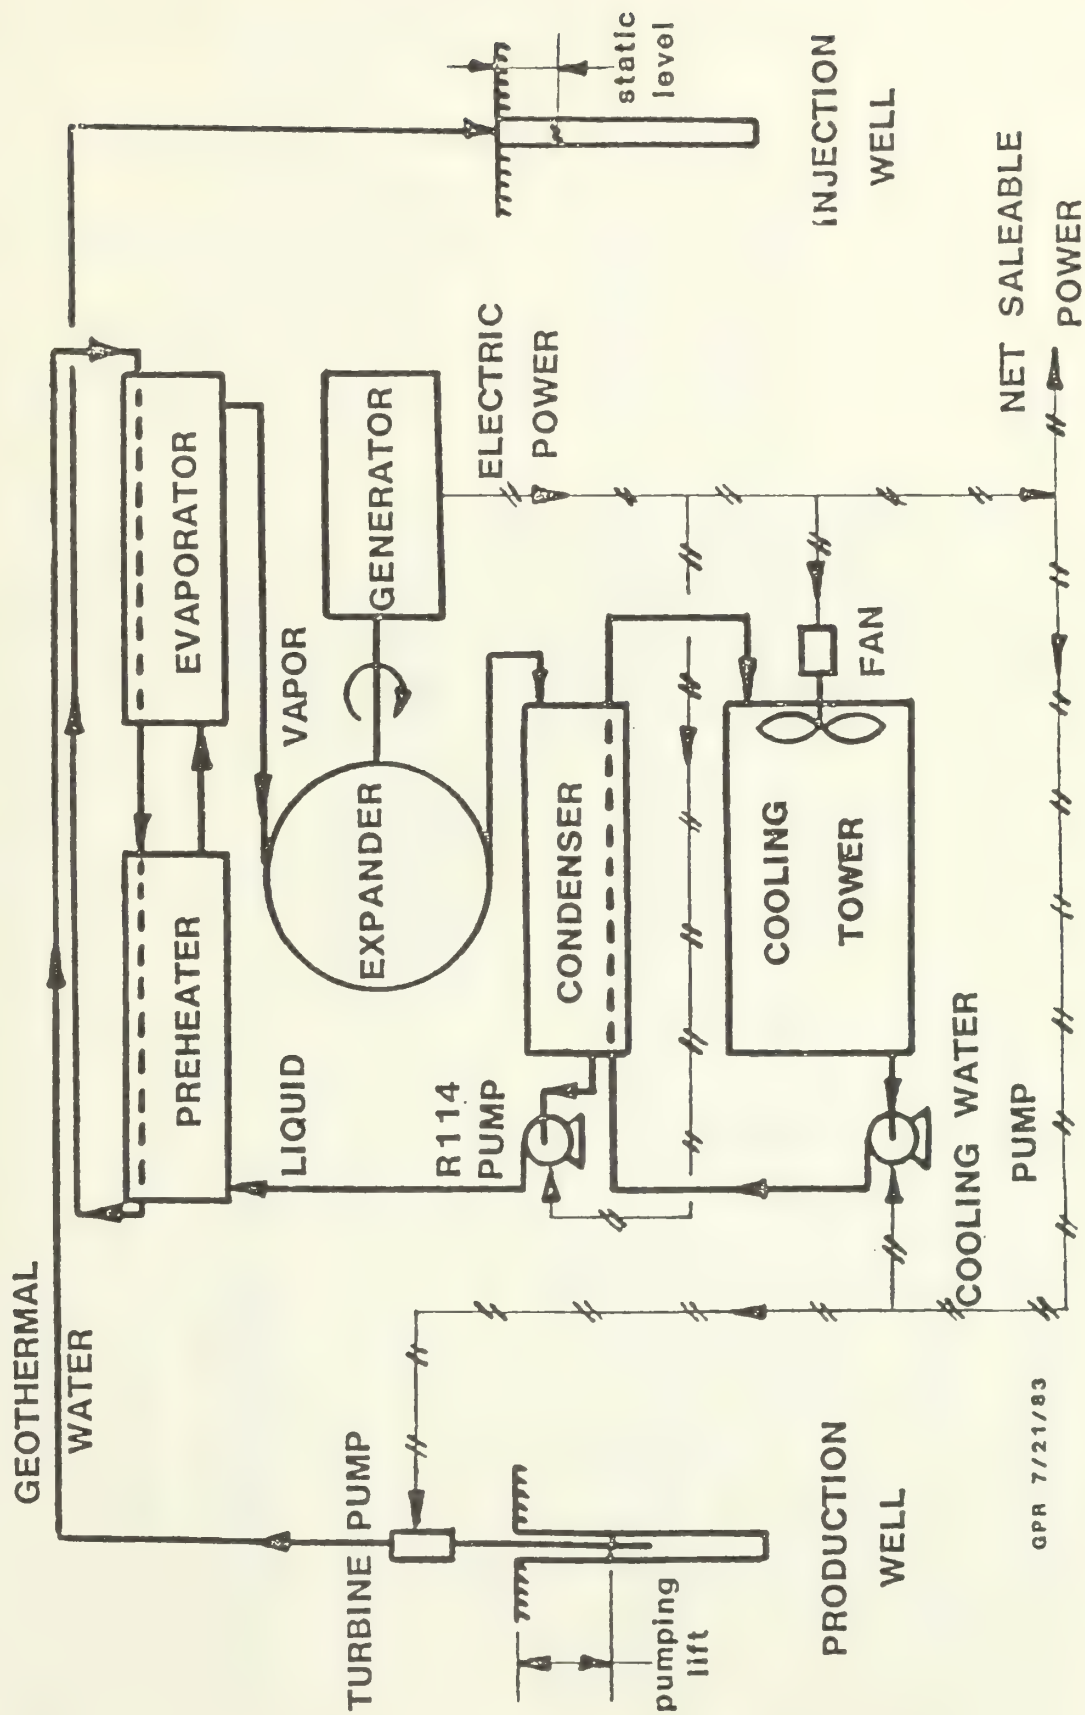 GEOTHERMAL
WATER
TURBINE PUMP
pumping
lift
PRODUCTION
WELL
GPR 7/21/83
PREHEATER
EVAPORATOR
LIQUID
VAPOR
EXPANDER
GENERATOR
R114
PUMP
CONDENSER
ELECTRIC
POWER
COOLING
TOWER
FAN
COOLING WATER
PUMP
static
level
INJECTION
WELL
NET SALEABLE
POWER